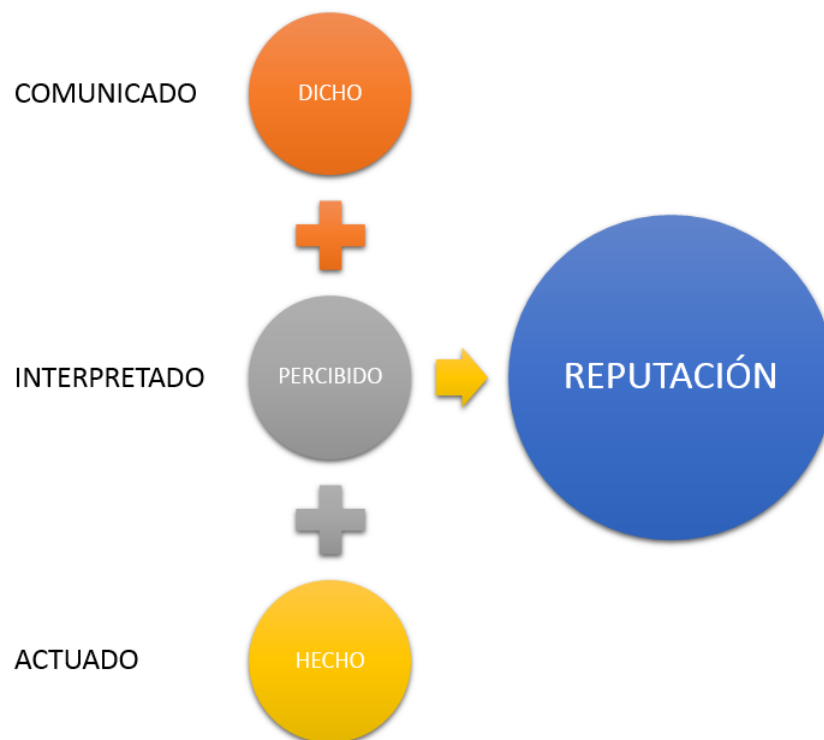 COMUNICADO
DICHO
INTERPRETADO
PERCIBIDO
REPUTACIÓN
ACTUADO
HECHO